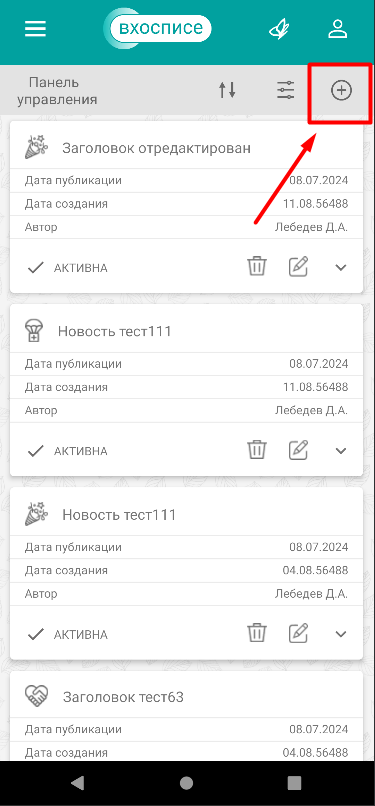 вхосписе
Панель
управления
Заголовок отредактирован
Дата публикации 08.07.2024
Дата создания 11.08.56488
Автор Лебедев Д.А.
АКТИВНА
Новость тест111
Дата публикации 08.07.2024
Дата создания 11.08.56488
Автор Лебедев Д.А.
АКТИВНА
Новость тест111
Дата публикации 08.07.2024
Дата создания 04.08.56488
Автор Лебедев Д.А.
АКТИВНА
Заголовок тест63
Дата публикации 08.07.2024
Дата создания 04.08.56488